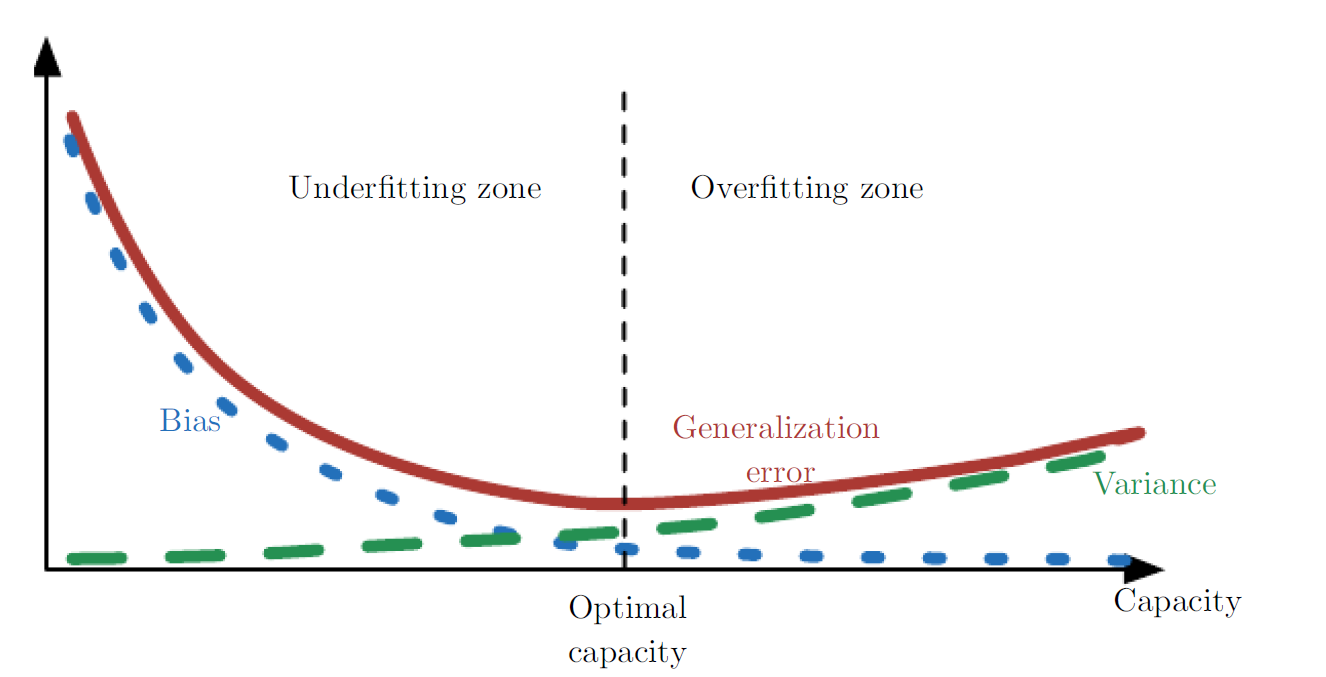 Underfitting zone
Overfitting zone
Bias
Generalization
error
Variance
Optimal
capacity
Capacity